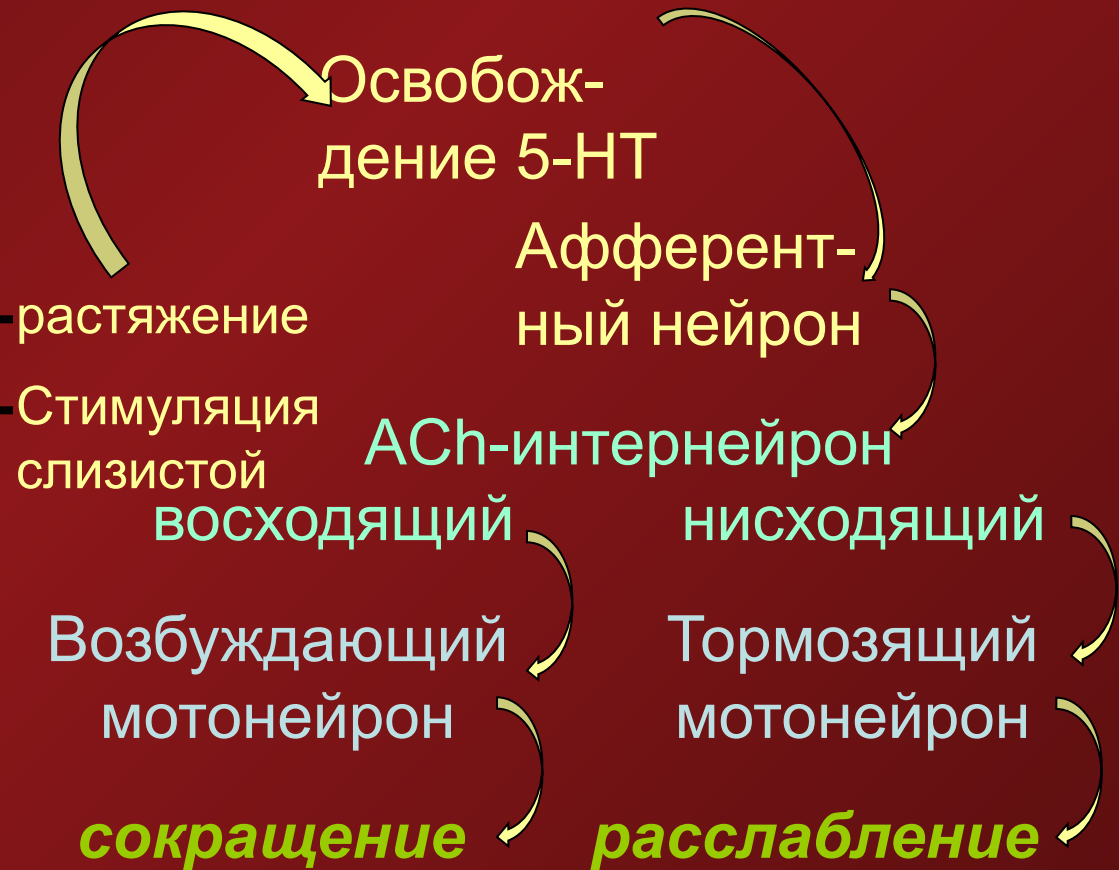 Освобож-
дение 5-НТ
Афферент-
ный нейрон
-растяжение
-Стимуляция
слизистой
ACh-интернейрон
восходящий нисходящий
Возбуждающий
мотонейрон
Тормозящий
мотонейрон
сокращение расслабление